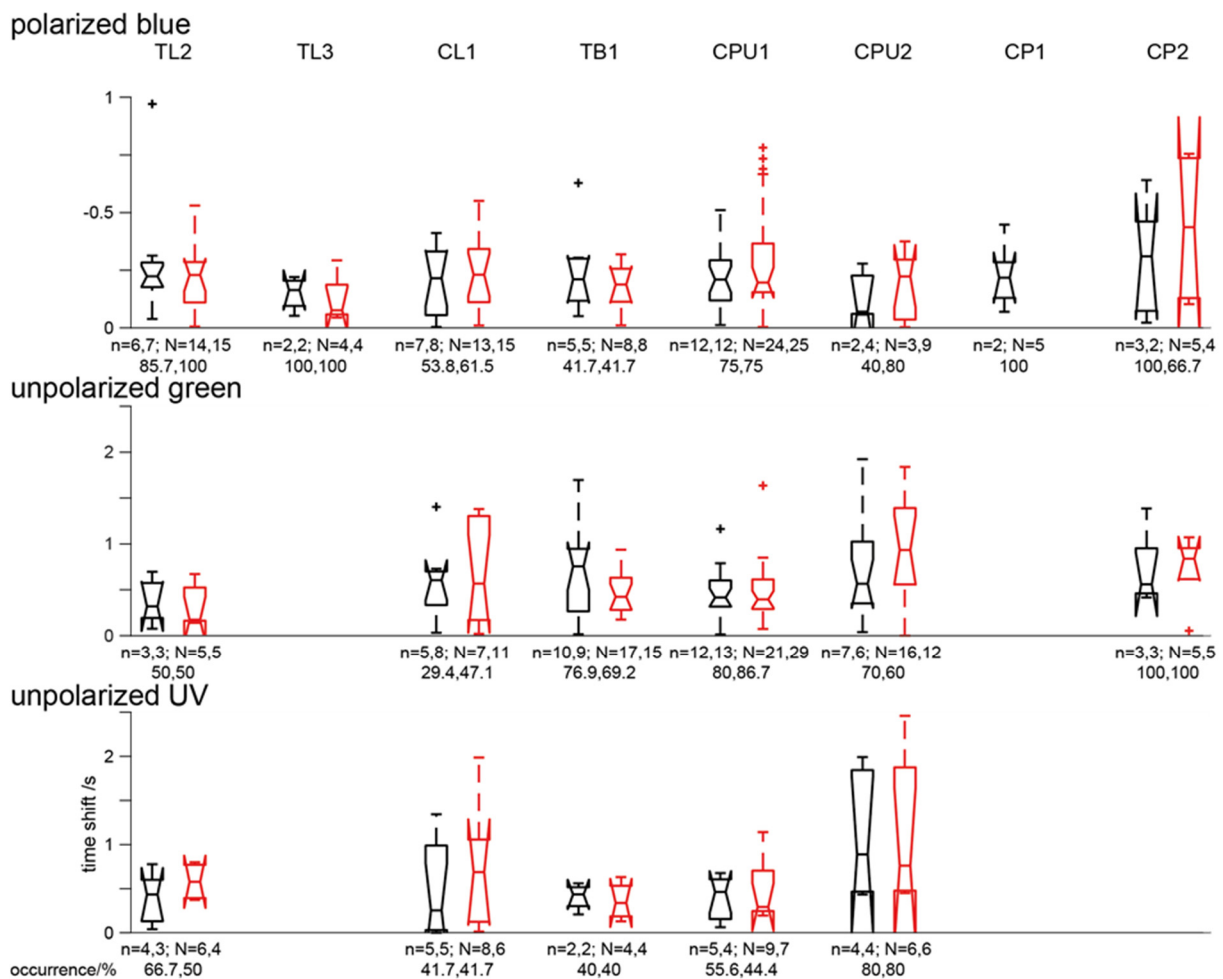 polarized blue
TL2 TL3 CL1 TB1 CPU1 CPU2 CP1 CP2
1
-0.5
0
n=6,7; N=14,15 n=2,2; N=4,4 n=7,8; N=13,15 n=5,5; N=8,8 n=12,12; N=24,25 n=2,4; N=3,9 n=2; N=5 n=3,2; N=5,4
85.7,100 100,100 53.8,61.5 41.7,41.7 75,75 40,80 100 100,66.7
unpolarized green
2
1
0
n=3,3; N=5,5 n=5,8; N=7,11 n=10,9; N=17,15 n=12,13; N=21,29 n=7,6; N=16,12 n=3,3; N=5,5
50,50 29.4,47.1 76.9,69.2 80,86.7 70,60 100,100
unpolarized UV
time shift /s
2
1
0
n=4,3; N=6,4 n=5,5; N=8,6 n=2,2; N=4,4 n=5,4; N=9,7 n=4,4; N=6,6
occurrence/% 66.7,50 41.7,41.7 40,40 55.6,44.4 80,80